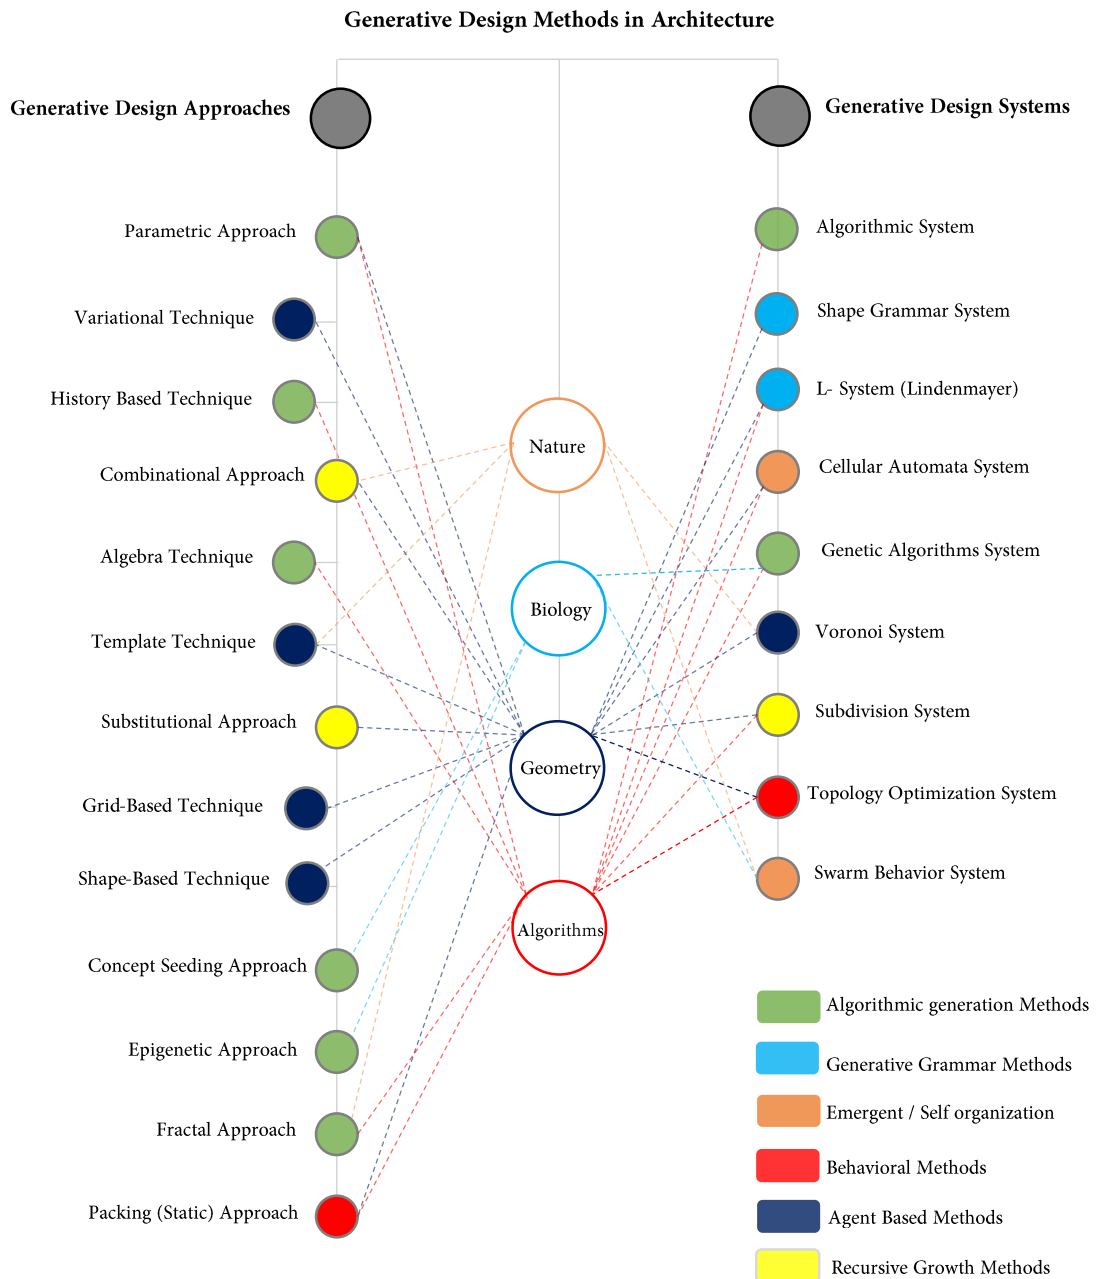 Generative Design Methods in Architecture
Generative Design Approaches
Generative Design Systems
Parametric Approach
Variational Technique
History Based Technique
Combinational Approach
Algebra Technique
Template Technique
Substitutional Approach
Grid-Based Technique
Shape-Based Technique
Concept Seeding Approach
Epigenetic Approach
Fractal Approach
Packing (Static) Approach
Nature
Biology
Geometry
Algorithms
Algorithmic System
Shape Grammar System
L- System (Lindenmayer)
Cellular Automata System
Genetic Algorithms System
Voronoi System
Subdivision System
Topology Optimization System
Swarm Behavior System
Algorithmic generation Methods
Generative Grammar Methods
Emergent / Self organization
Behavioral Methods
Agent Based Methods
Recursive Growth Methods